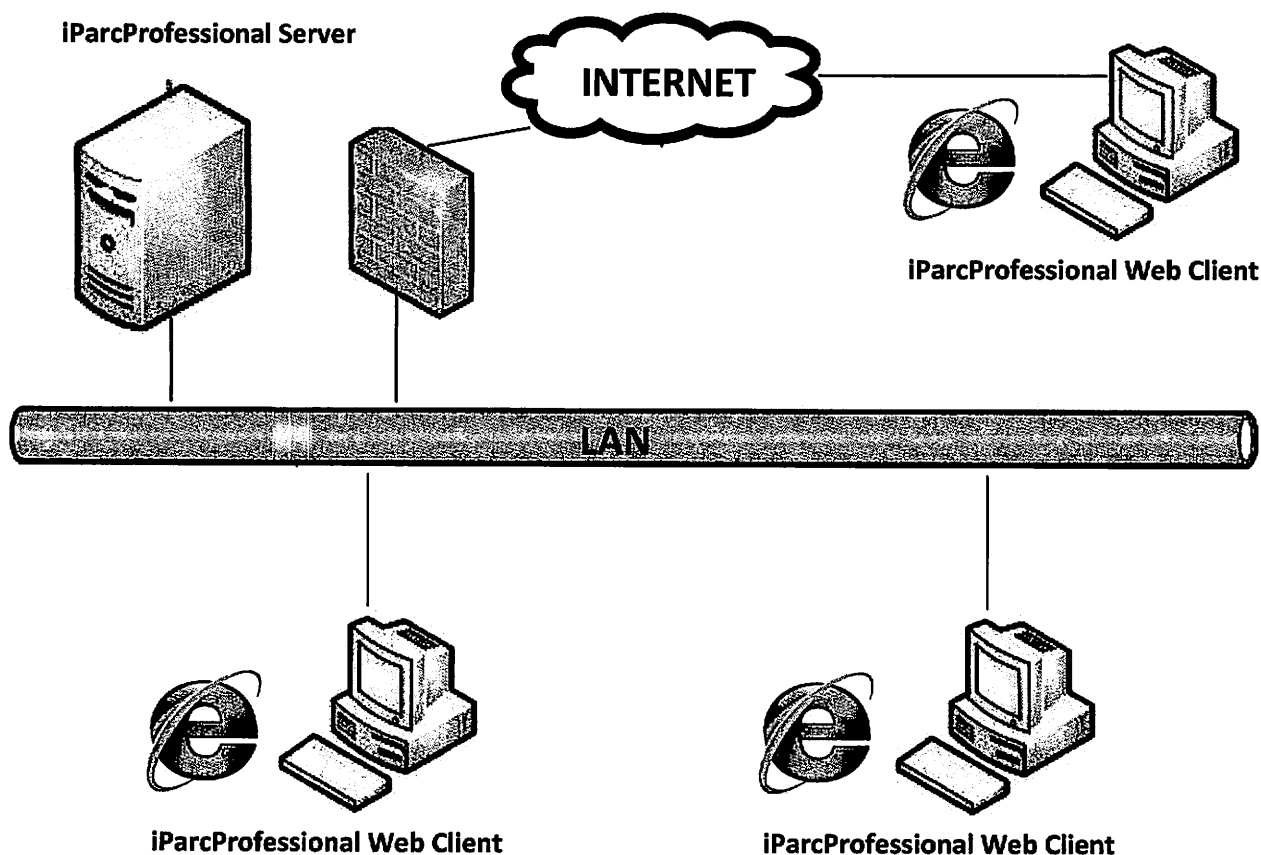 iParcProfessional Server
INTERNET
iParcProfessional Web Client
LAN
iParcProfessional Web Client
iParcProfessional Web Client